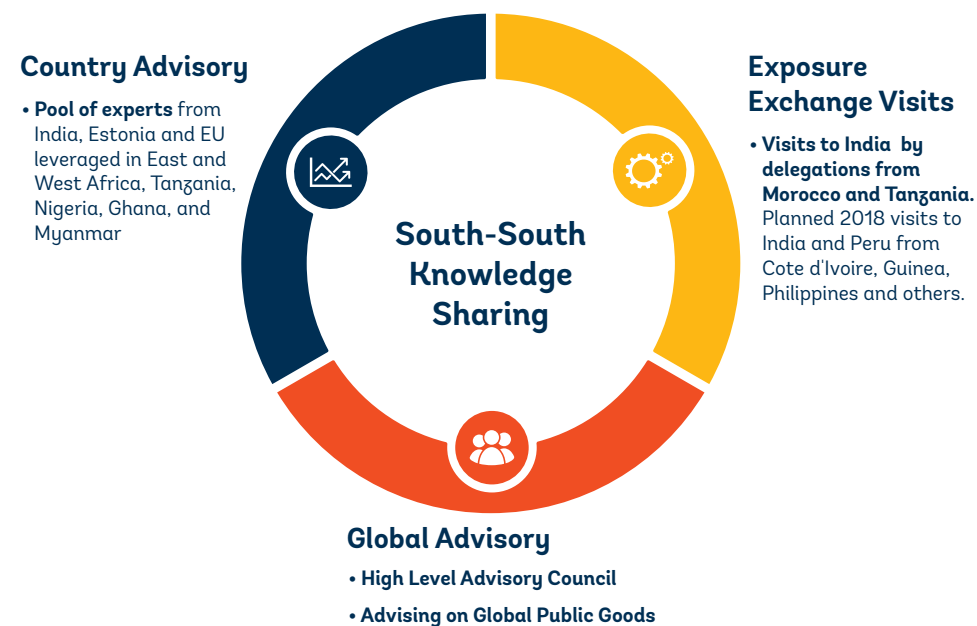 Country Advisory
• Pool of experts from
India, Estonia and EU
leveraged in East and
West Africa, Tanzania,
Nigeria, Ghana, and
Myanmar
Exposure
Exchange Visits
• Visits to India by
delegations from
Morocco and Tanzania.
Planned 2018 visits to
India and Peru from
Cote d'Ivoire, Guinea,
Philippines and others.
South-South
Knowledge
Sharing
Global Advisory
• High Level Advisory Council
• Advising on Global Public Goods